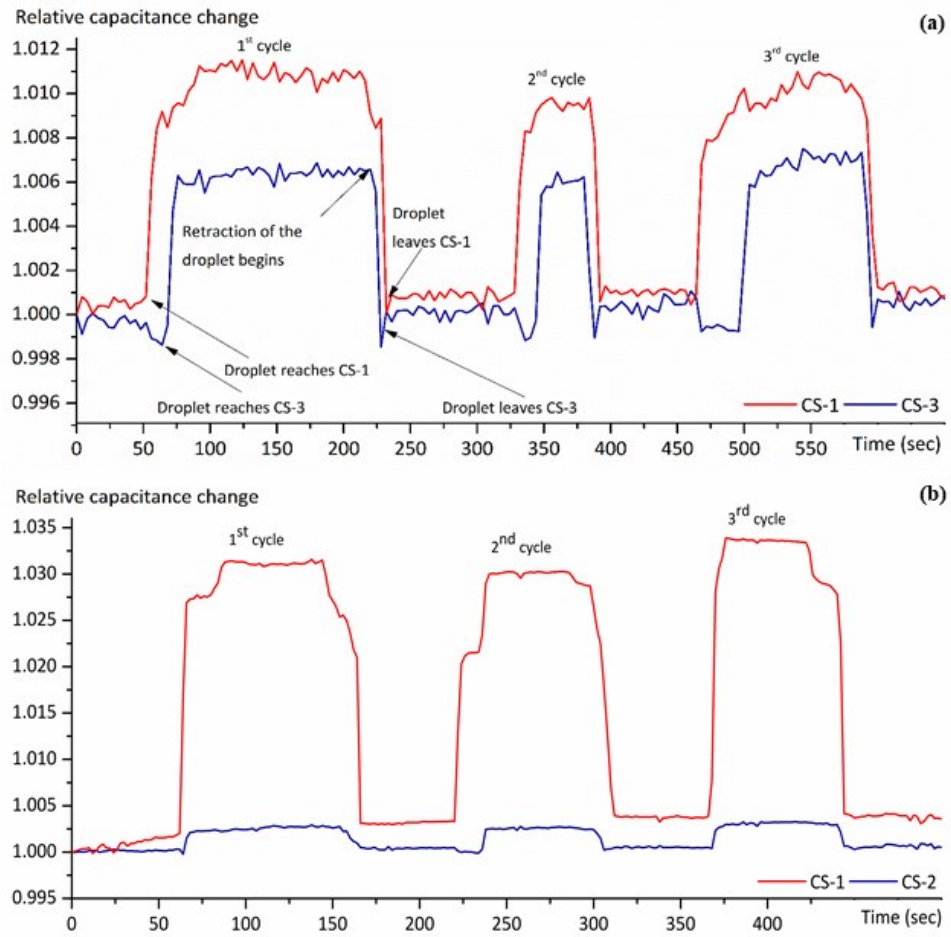 Relative capacitance change
(a)
1.012
1.010
1.008
1.006
1.004
1.002
1.000
0.998
0.996
1st cycle
2nd cycle
3rd cycle
Retraction of the
droplet begins
Droplet
leaves CS-1
Droplet reaches CS-1
Droplet reaches CS-3
Droplet leaves CS-3
CS-1 CS-3
0 50 100 150 200 250 300 350 400 450 500 550
Time (sec)
Relative capacitance change
(b)
1.035
1.030
1.025
1.020
1.015
1.030
1.005
1.000
0.995
1st cycle
2nd cycle
3rd cycle
CS-1 CS-2
0 50 100 150 200 250 300 350 400
Time (sec)